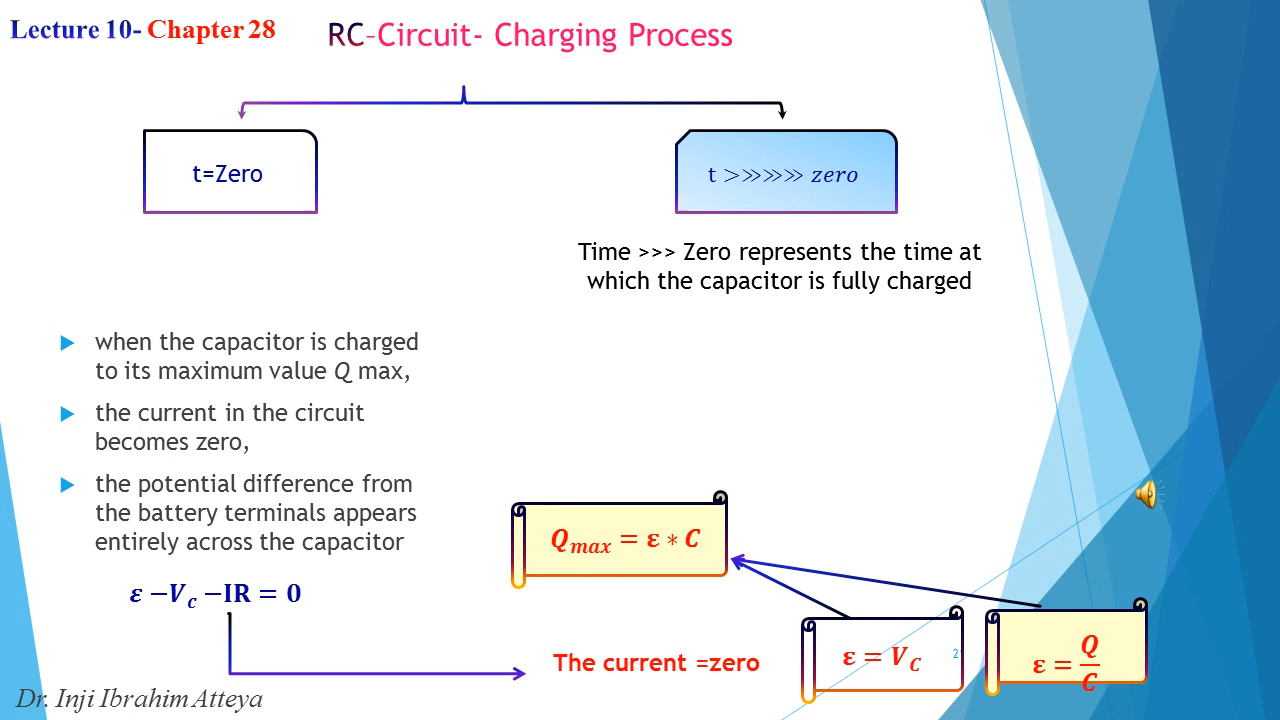 Lecture 10- Chapter 28
RC–Circuit- Charging Process
t=Zero
t >≫≫≫ zero
Time >>> Zero represents the time at
which the capacitor is fully charged
when the capacitor is charged
to its maximum value Q max,
the current in the circuit
becomes zero,
the potential difference from
the battery terminals appears
entirely across the capacitor
ε −V_c −IR = 0
Q_max = ε ∗ C
The current =zero
ε = V_C
2
ε = Q/C
Dr. Inji Ibrahim Atteya